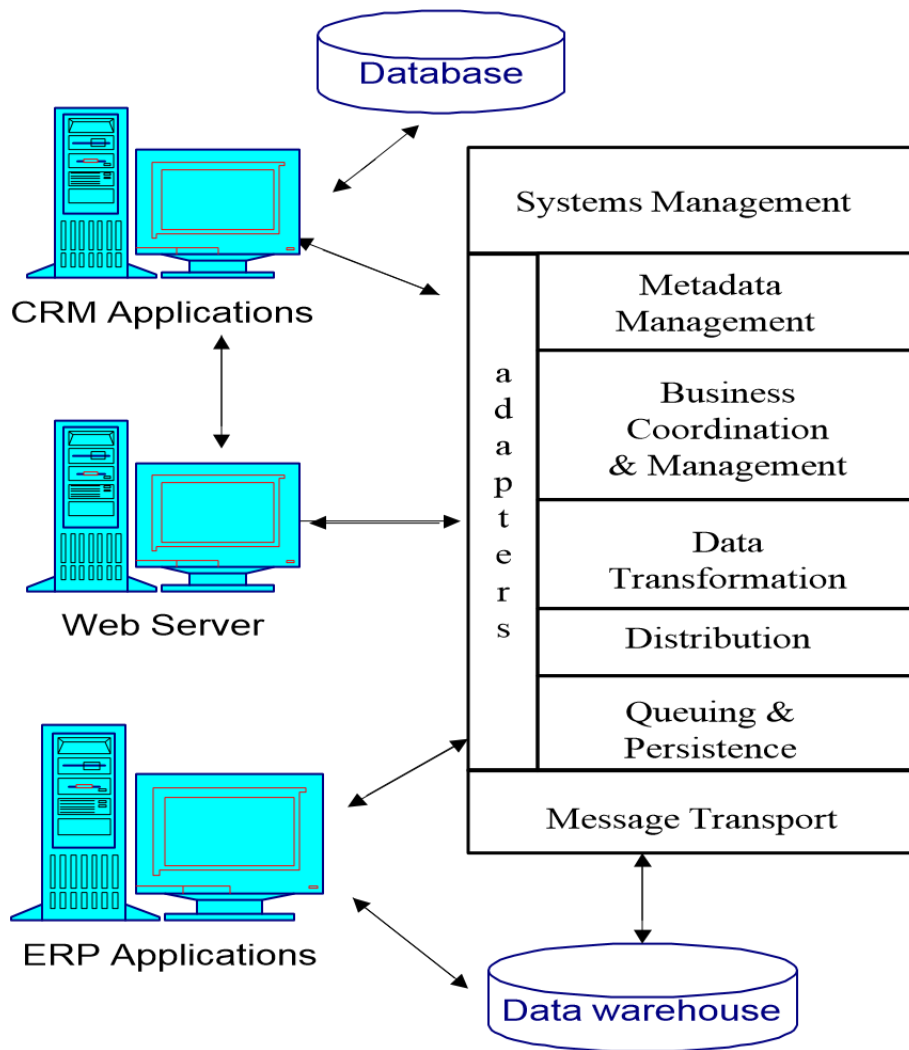 Database
CRM Applications
Web Server
ERP Applications
Systems Management
adapters
Metadata
Management
Business
Coordination
& Management
Data
Transformation
Distribution
Queuing &
Persistence
Message Transport
Data warehouse